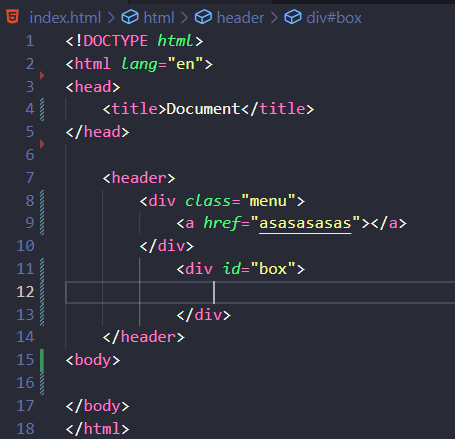 index.html > html > header > div#box
1 <!DOCTYPE html>
2 <html lang="en">
3 <head>
4     <title>Document</title>
5 </head>
6
7     <header>
8         <div class="menu">
9             <a href="asasasasas"></a>
10         </div>
11             <div id="box">
12
13             </div>
14     </header>
15 <body>
16
17 </body>
18 </html>